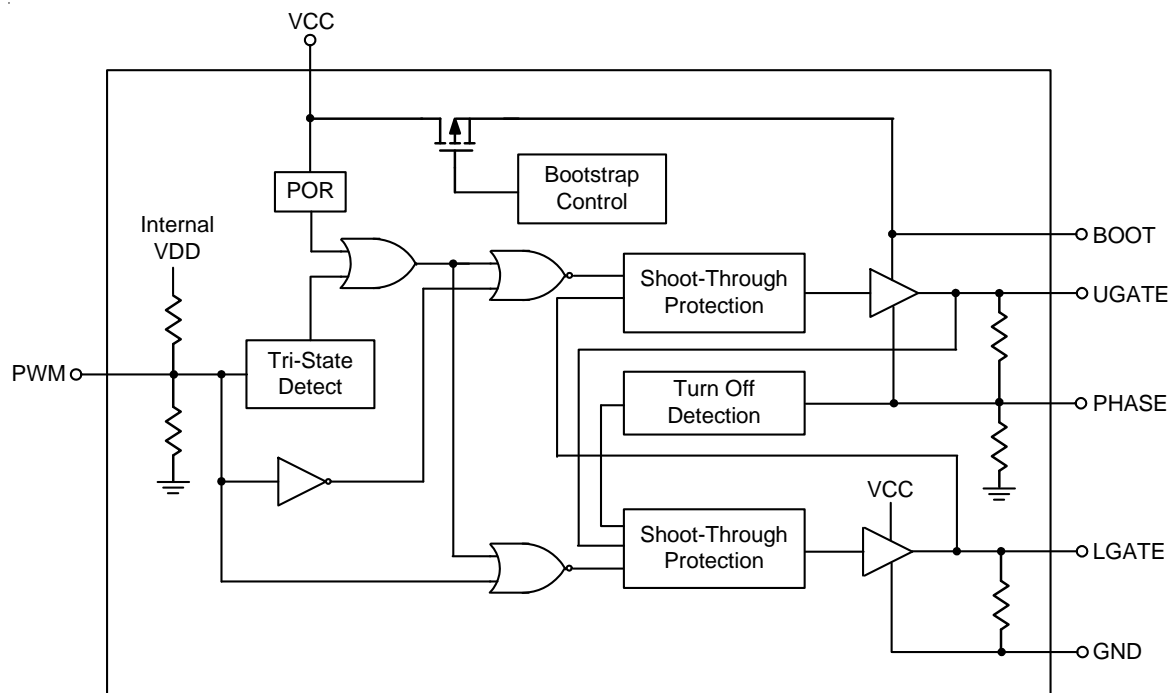 VCC
POR
Bootstrap
Control
Internal
VDD
BOOT
Shoot-Through
Protection
UGATE
PWM
Tri-State
Detect
Turn Off
Detection
PHASE
VCC
Shoot-Through
Protection
LGATE
GND